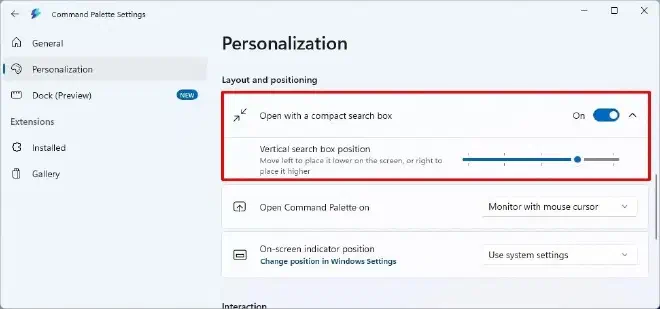 Command Palette Settings
General
Personalization
Dock (Preview)
NEW
Extensions
Installed
Gallery
Personalization
Layout and positioning
Open with a compact search box
On
Vertical search box position
Move left to place it lower on the screen, or right to
place it higher
Open Command Palette on
Monitor with mouse cursor
On-screen indicator position
Change position in Windows Settings
Use system settings
Interaction